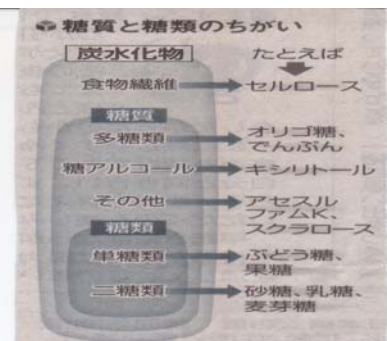 糖質と糖類のちがい
炭水化物 たとえば
食物繊維 セルロース
糖質
多糖類 オリゴ糖、
でんぷん
糖アルコール キシリトール
その他 アセスル
ファムK、
スクラロース
糖類
単糖類 ぶどう糖、
果糖
二糖類 砂糖、乳糖、
麦芽糖